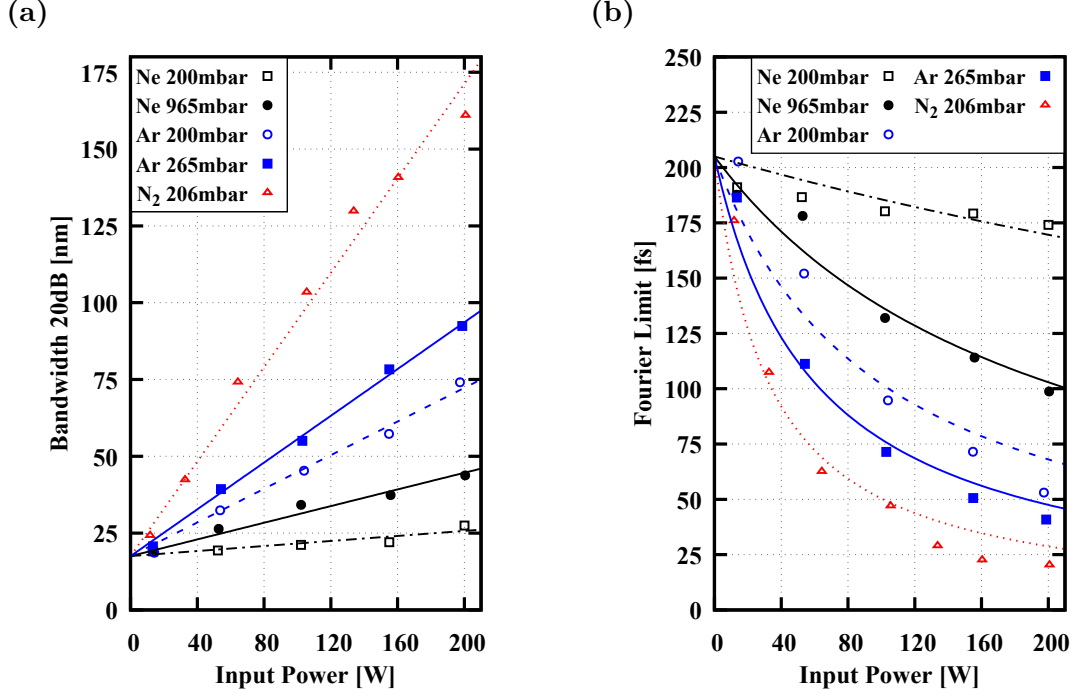 (a)
Bandwidth 20dB [nm]
175
150
125
100
75
50
25
0
Ne 200mbar
Ne 965mbar
Ar 200mbar
Ar 265mbar
N₂ 206mbar
0 40 80 120 160 200
Input Power [W]
(b)
Fourier Limit [fs]
250
225
200
175
150
125
100
75
50
25
0
Ne 200mbar Ar 265mbar
Ne 965mbar N₂ 206mbar
Ar 200mbar
0 40 80 120 160 200
Input Power [W]